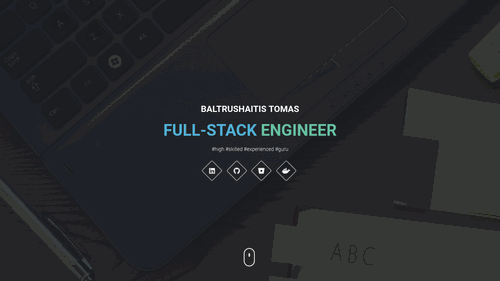 BALTRUSHAITIS TOMAS
FULL-STACK ENGINEER
#high #skilled #experienced #guru
ABC